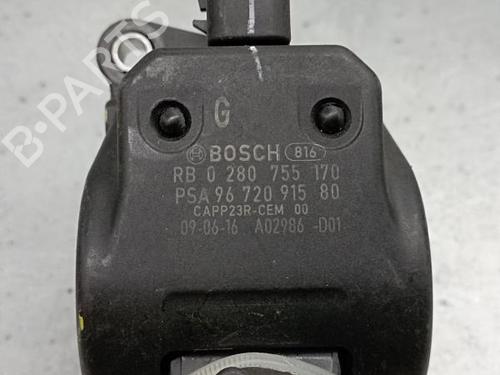 G
BOSCH 816
RB 0 280 755 170
PSA 96 720 915 80
CAPP23R-CEM 00
09-06-16 A02986 -D01
B-PARTS